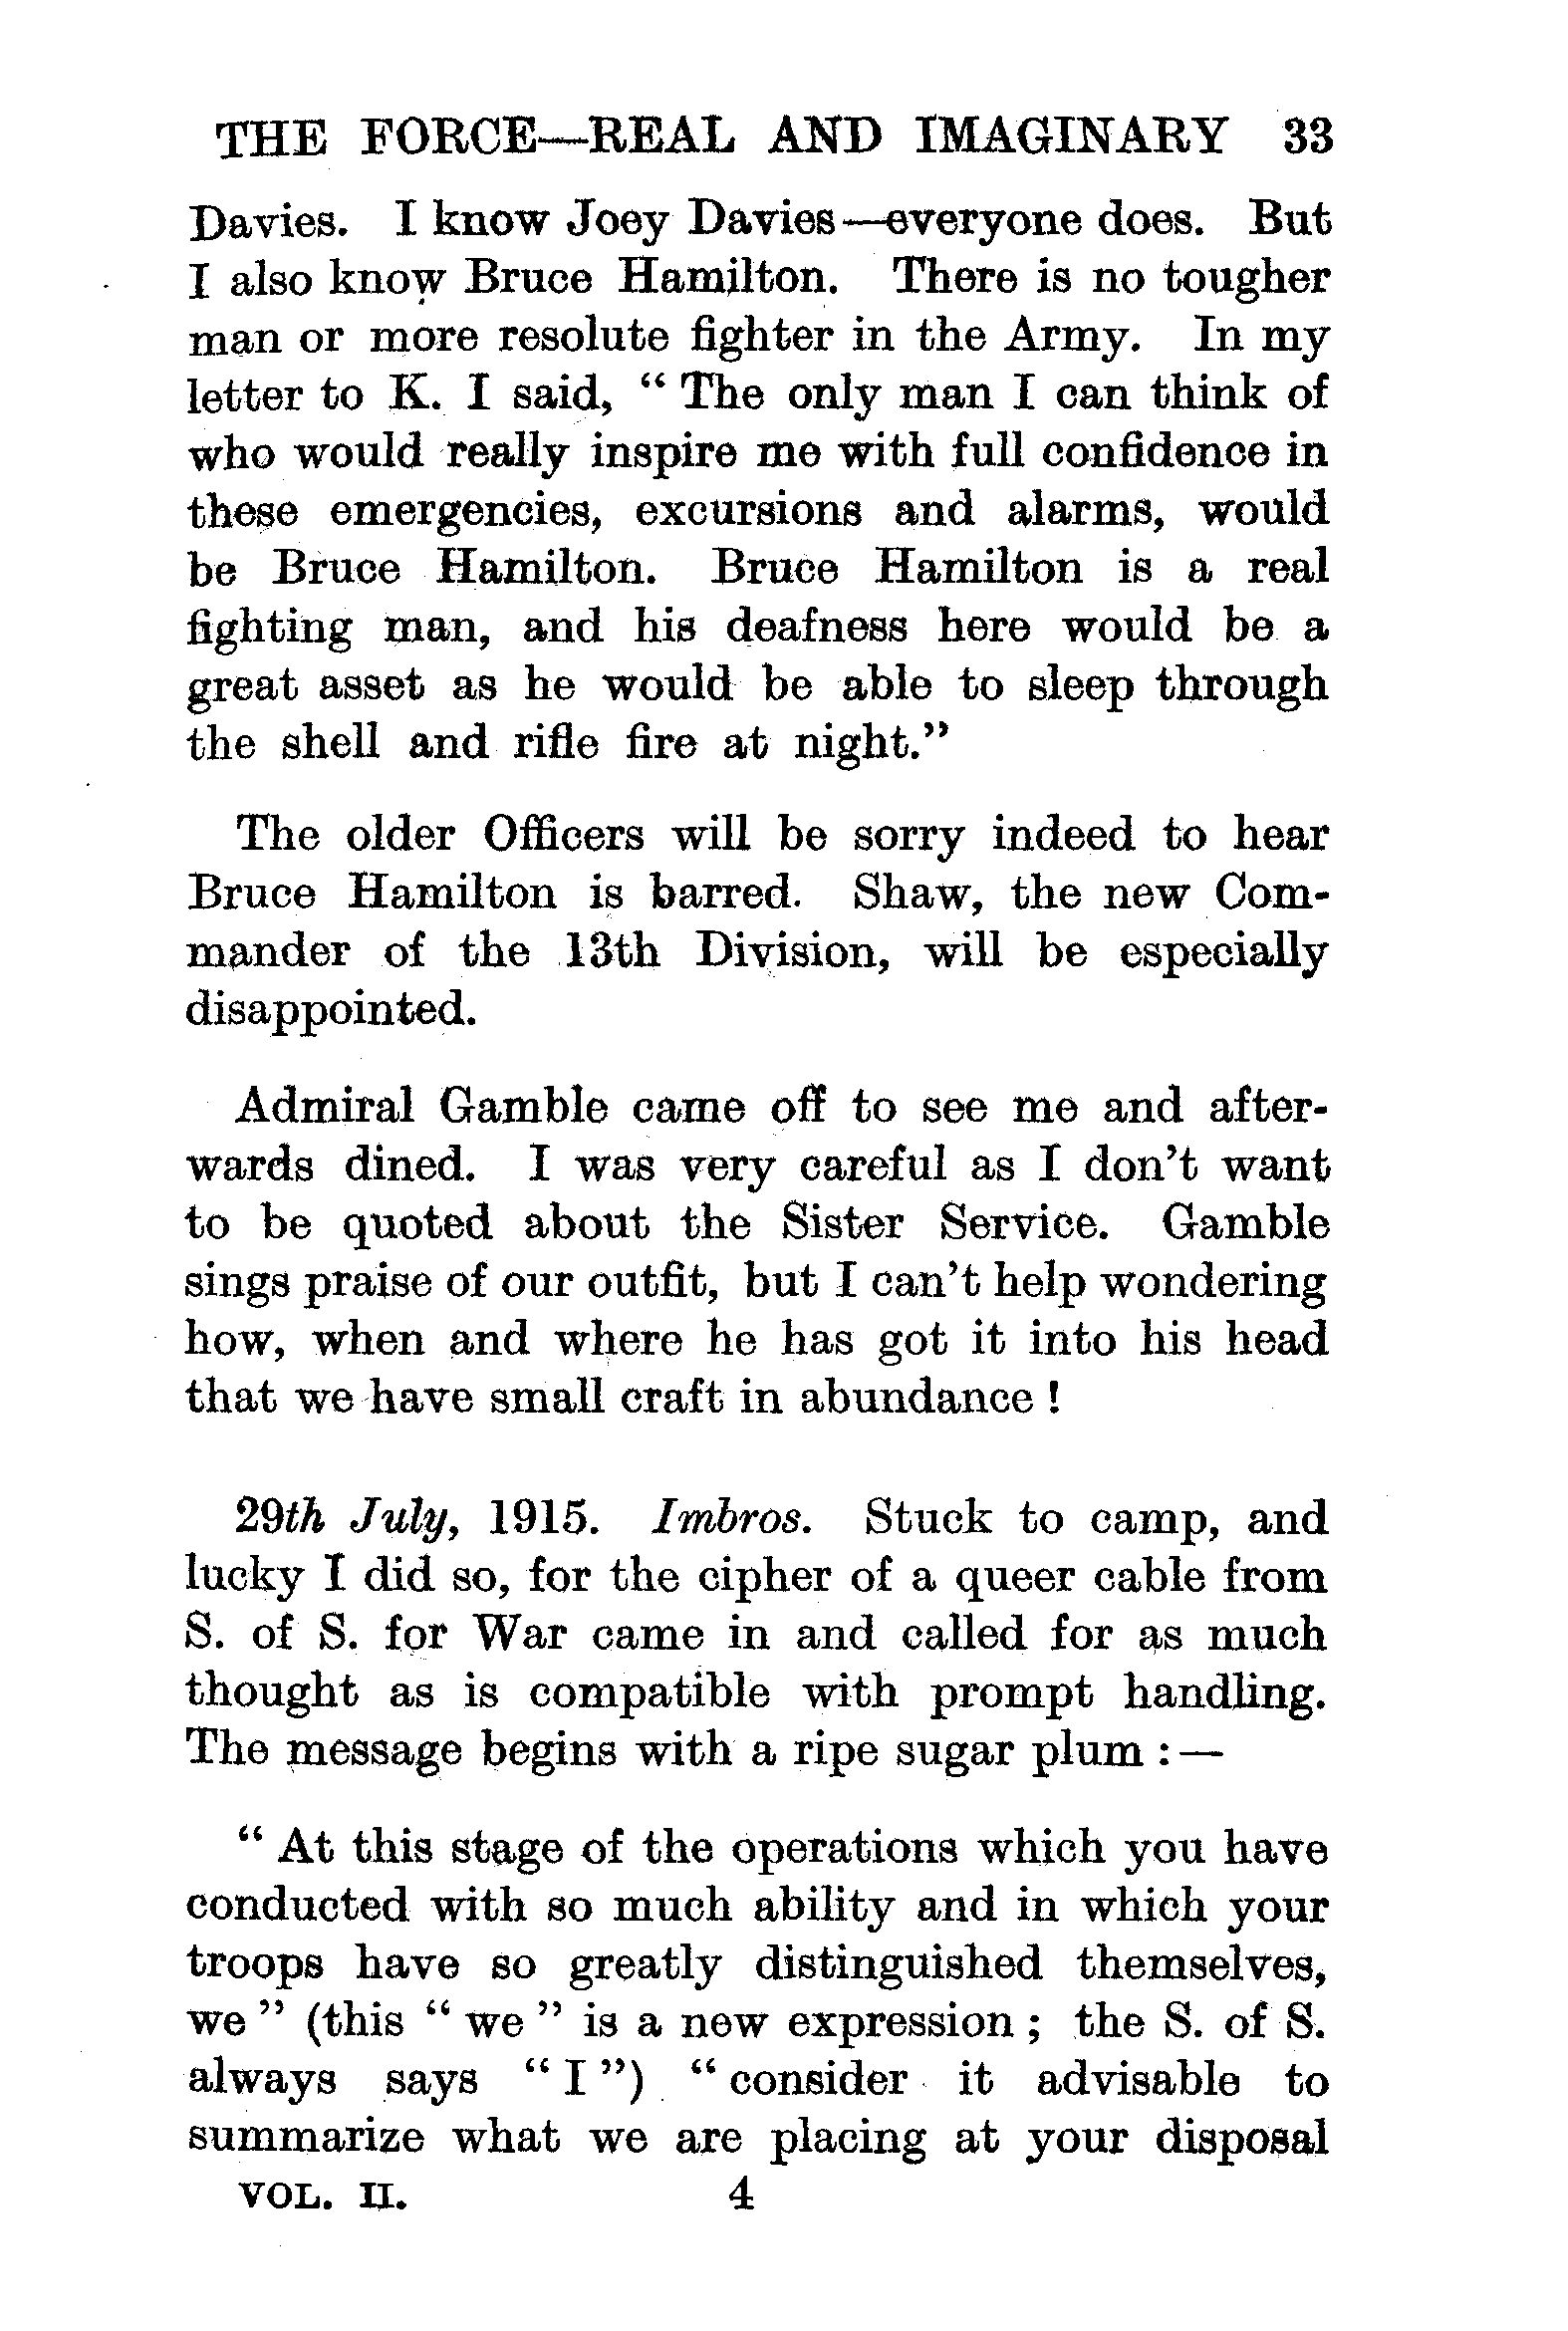 THE FORCE—REAL AND IMAGINARY 33
Davies. I know Joey Davies—everyone does. But
I also know Bruce Hamilton. There is no tougher
man or more resolute fighter in the Army. In my
letter to K. I said, “ The only man I can think of
who would really inspire me with full confidence in
these emergencies, excursions and alarms, would
be Bruce Hamilton. Bruce Hamilton is a real
fighting man, and his deafness here would be a
great asset as he would be able to sleep through
the shell and rifle fire at night.”
The older Officers will be sorry indeed to hear
Bruce Hamilton is barred. Shaw, the new Com-
mander of the 13th Division, will be especially
disappointed.
Admiral Gamble came off to see me and after-
wards dined. I was very careful as I don’t want
to be quoted about the Sister Service. Gamble
sings praise of our outfit, but I can’t help wondering
how, when and where he has got it into his head
that we have small craft in abundance !
29th July, 1915. Imbros. Stuck to camp, and
lucky I did so, for the cipher of a queer cable from
S. of S. for War came in and called for as much
thought as is compatible with prompt handling.
The message begins with a ripe sugar plum :—
“ At this stage of the operations which you have
conducted with so much ability and in which your
troops have so greatly distinguished themselves,
we ” (this “ we ” is a new expression ; the S. of S.
always says “ I ”) “ consider it advisable to
summarize what we are placing at your disposal
VOL. II. 4